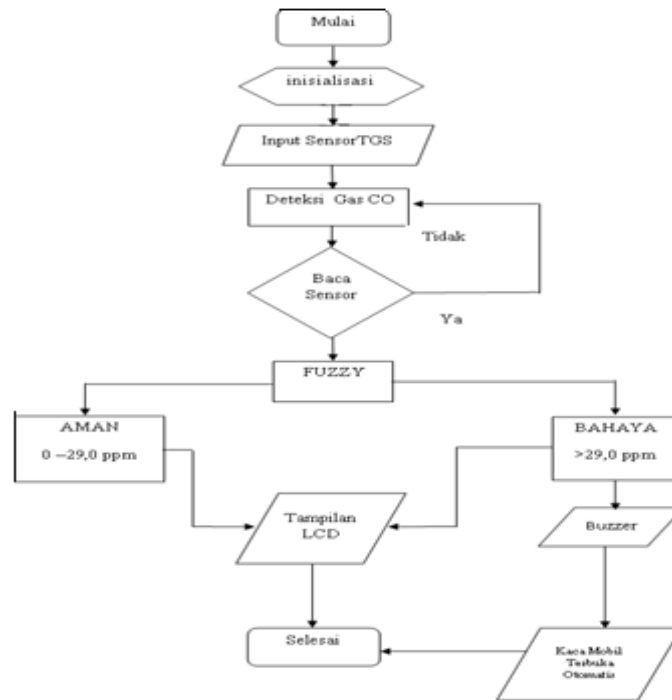 Mulai
inisialisasi
Input SensorTGS
Deteksi Gas CO
Tidak
Baca
Sensor
Ya
FUZZY
AMAN
0 –29,0 ppm
BAHAYA
>29,0 ppm
Tampilan
LCD
Buzzer
Selesai
Kaca Mobil
Terbuka
Otomatis